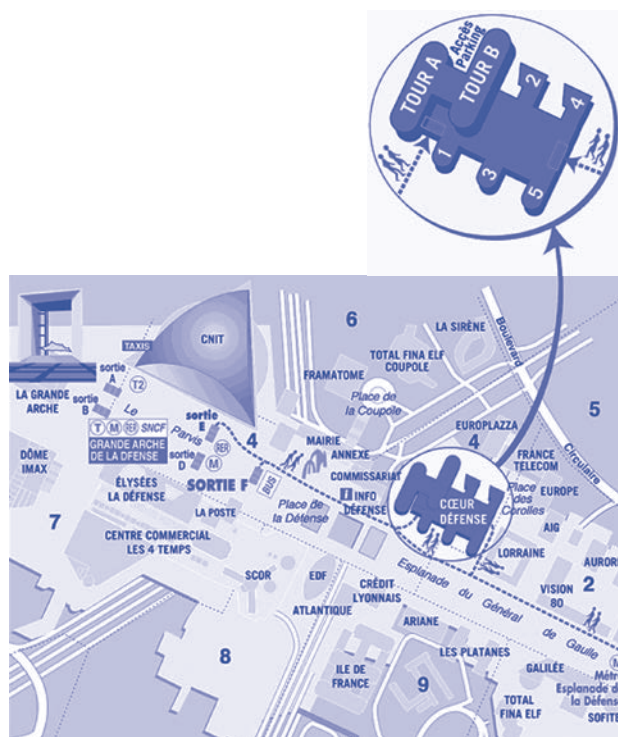 Accès
Parking
TOUR A
TOUR B
2
4
1
3
5
CNIT
TAXIS
6
LA SIRÈNE
Boulevard
TOTAL FINA ELF
COUPOLE
FRAMATOME
Place de
la Coupole
sortie
A
T2
LA GRANDE
ARCHE
sortie
B
Le
Parvis
T M RER SNCF
GRANDE ARCHE
DE LA DFENSE
sortie
E
RER
4
sortie
D
M
MAIRIE
ANNEXE
EUROPLAZZA
4
5
Circulaire
DÔME
IMAX
ÉLYSÉES
LA DÉFENSE
SORTIE F
BUS
COMMISSARIAT
i INFO
DÉFENSE
CŒUR
DÉFENSE
FRANCE
TELECOM
Place
des
Corolles
EUROPE
AIG
7
LA POSTE
Place de
la Défense
CENTRE COMMERCIAL
LES 4 TEMPS
LORRAINE
AURORE
SCOR
EDF
ATLANTIQUE
CRÉDIT
LYONNAIS
Esplanade du Général de Gaulle
VISION
80
2
ARIANE
8
ILE DE
FRANCE
LES PLATANES
9
GALILÉE
M
Métro
Esplanade de
la Défense
TOTAL
FINA ELF
SOFITE